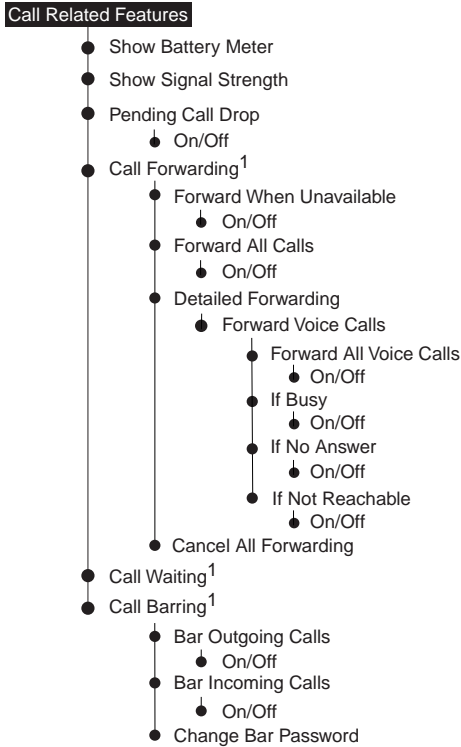 Call Related Features
Show Battery Meter
Show Signal Strength
Pending Call Drop
On/Off
Call Forwarding1
Forward When Unavailable
On/Off
Forward All Calls
On/Off
Detailed Forwarding
Forward Voice Calls
Forward All Voice Calls
On/Off
If Busy
On/Off
If No Answer
On/Off
If Not Reachable
On/Off
Cancel All Forwarding
Call Waiting1
Call Barring1
Bar Outgoing Calls
On/Off
Bar Incoming Calls
On/Off
Change Bar Password